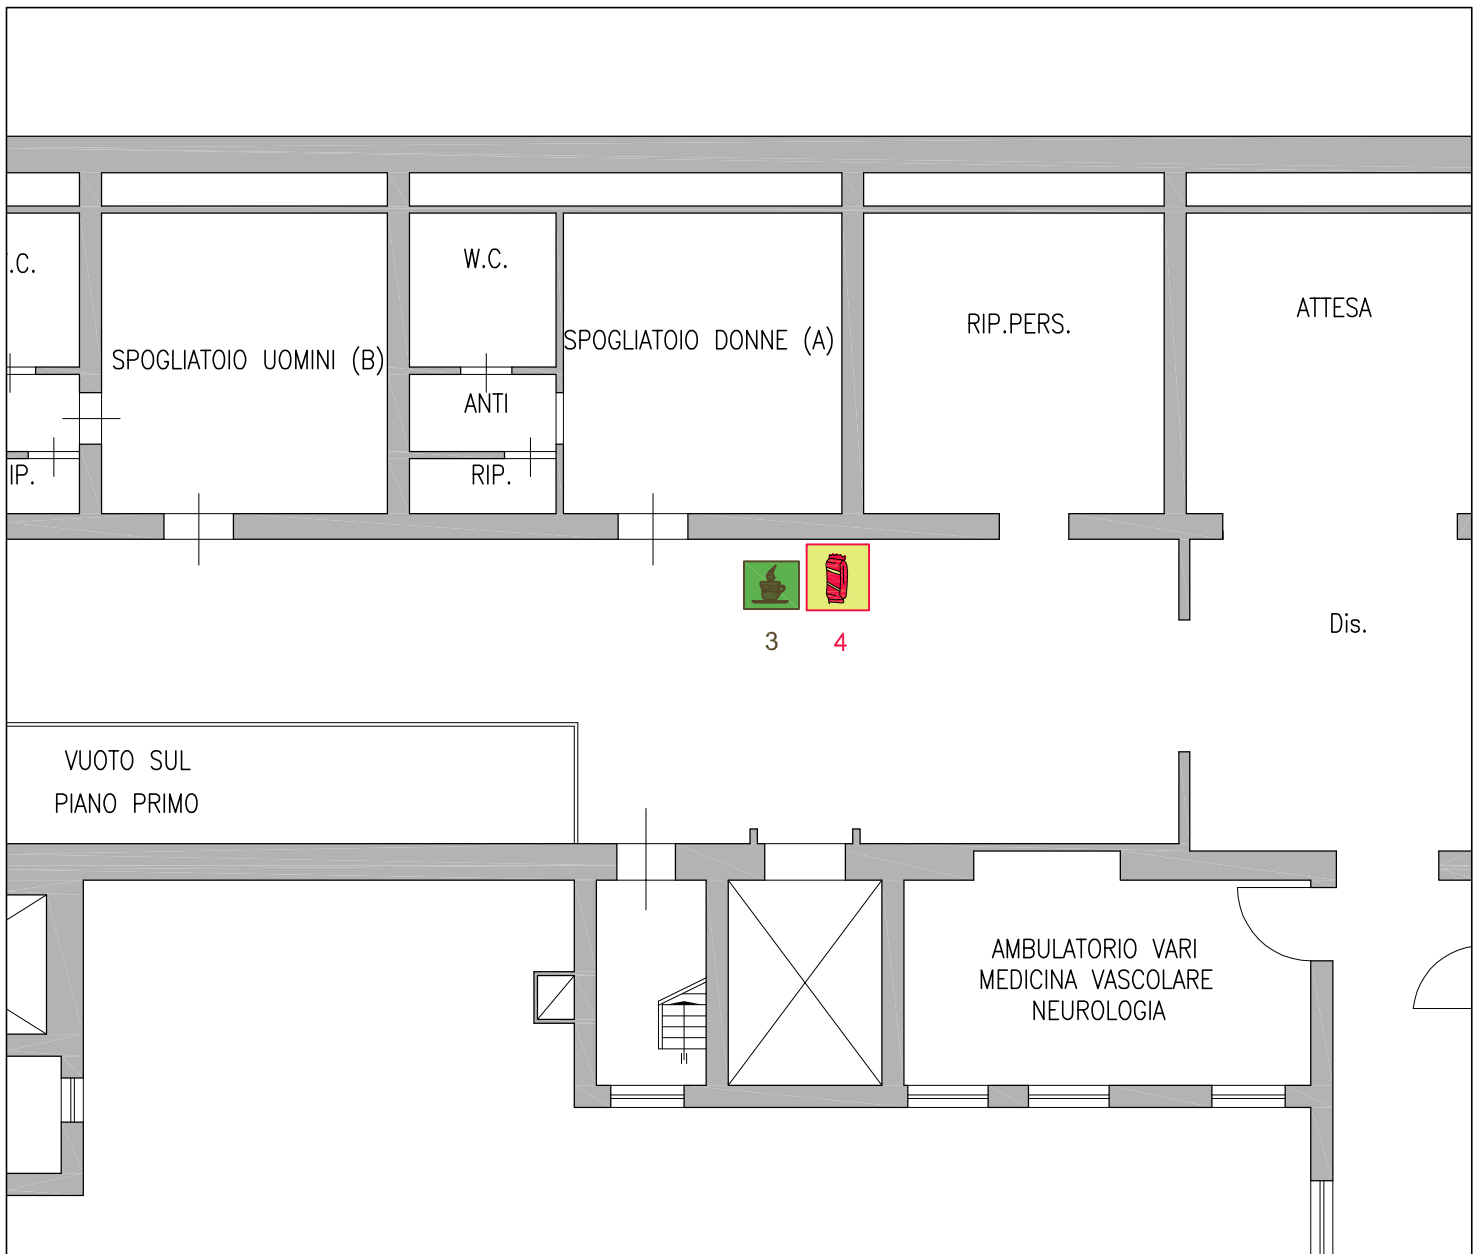 .C.
W.C.
SPOGLIATOIO UOMINI (B)
SPOGLIATOIO DONNE (A)
RIP.PERS.
ATTESA
ANTI
IP.
RIP.
3
4
Dis.
VUOTO SUL
PIANO PRIMO
AMBULATORIO VARI
MEDICINA VASCOLARE
NEUROLOGIA